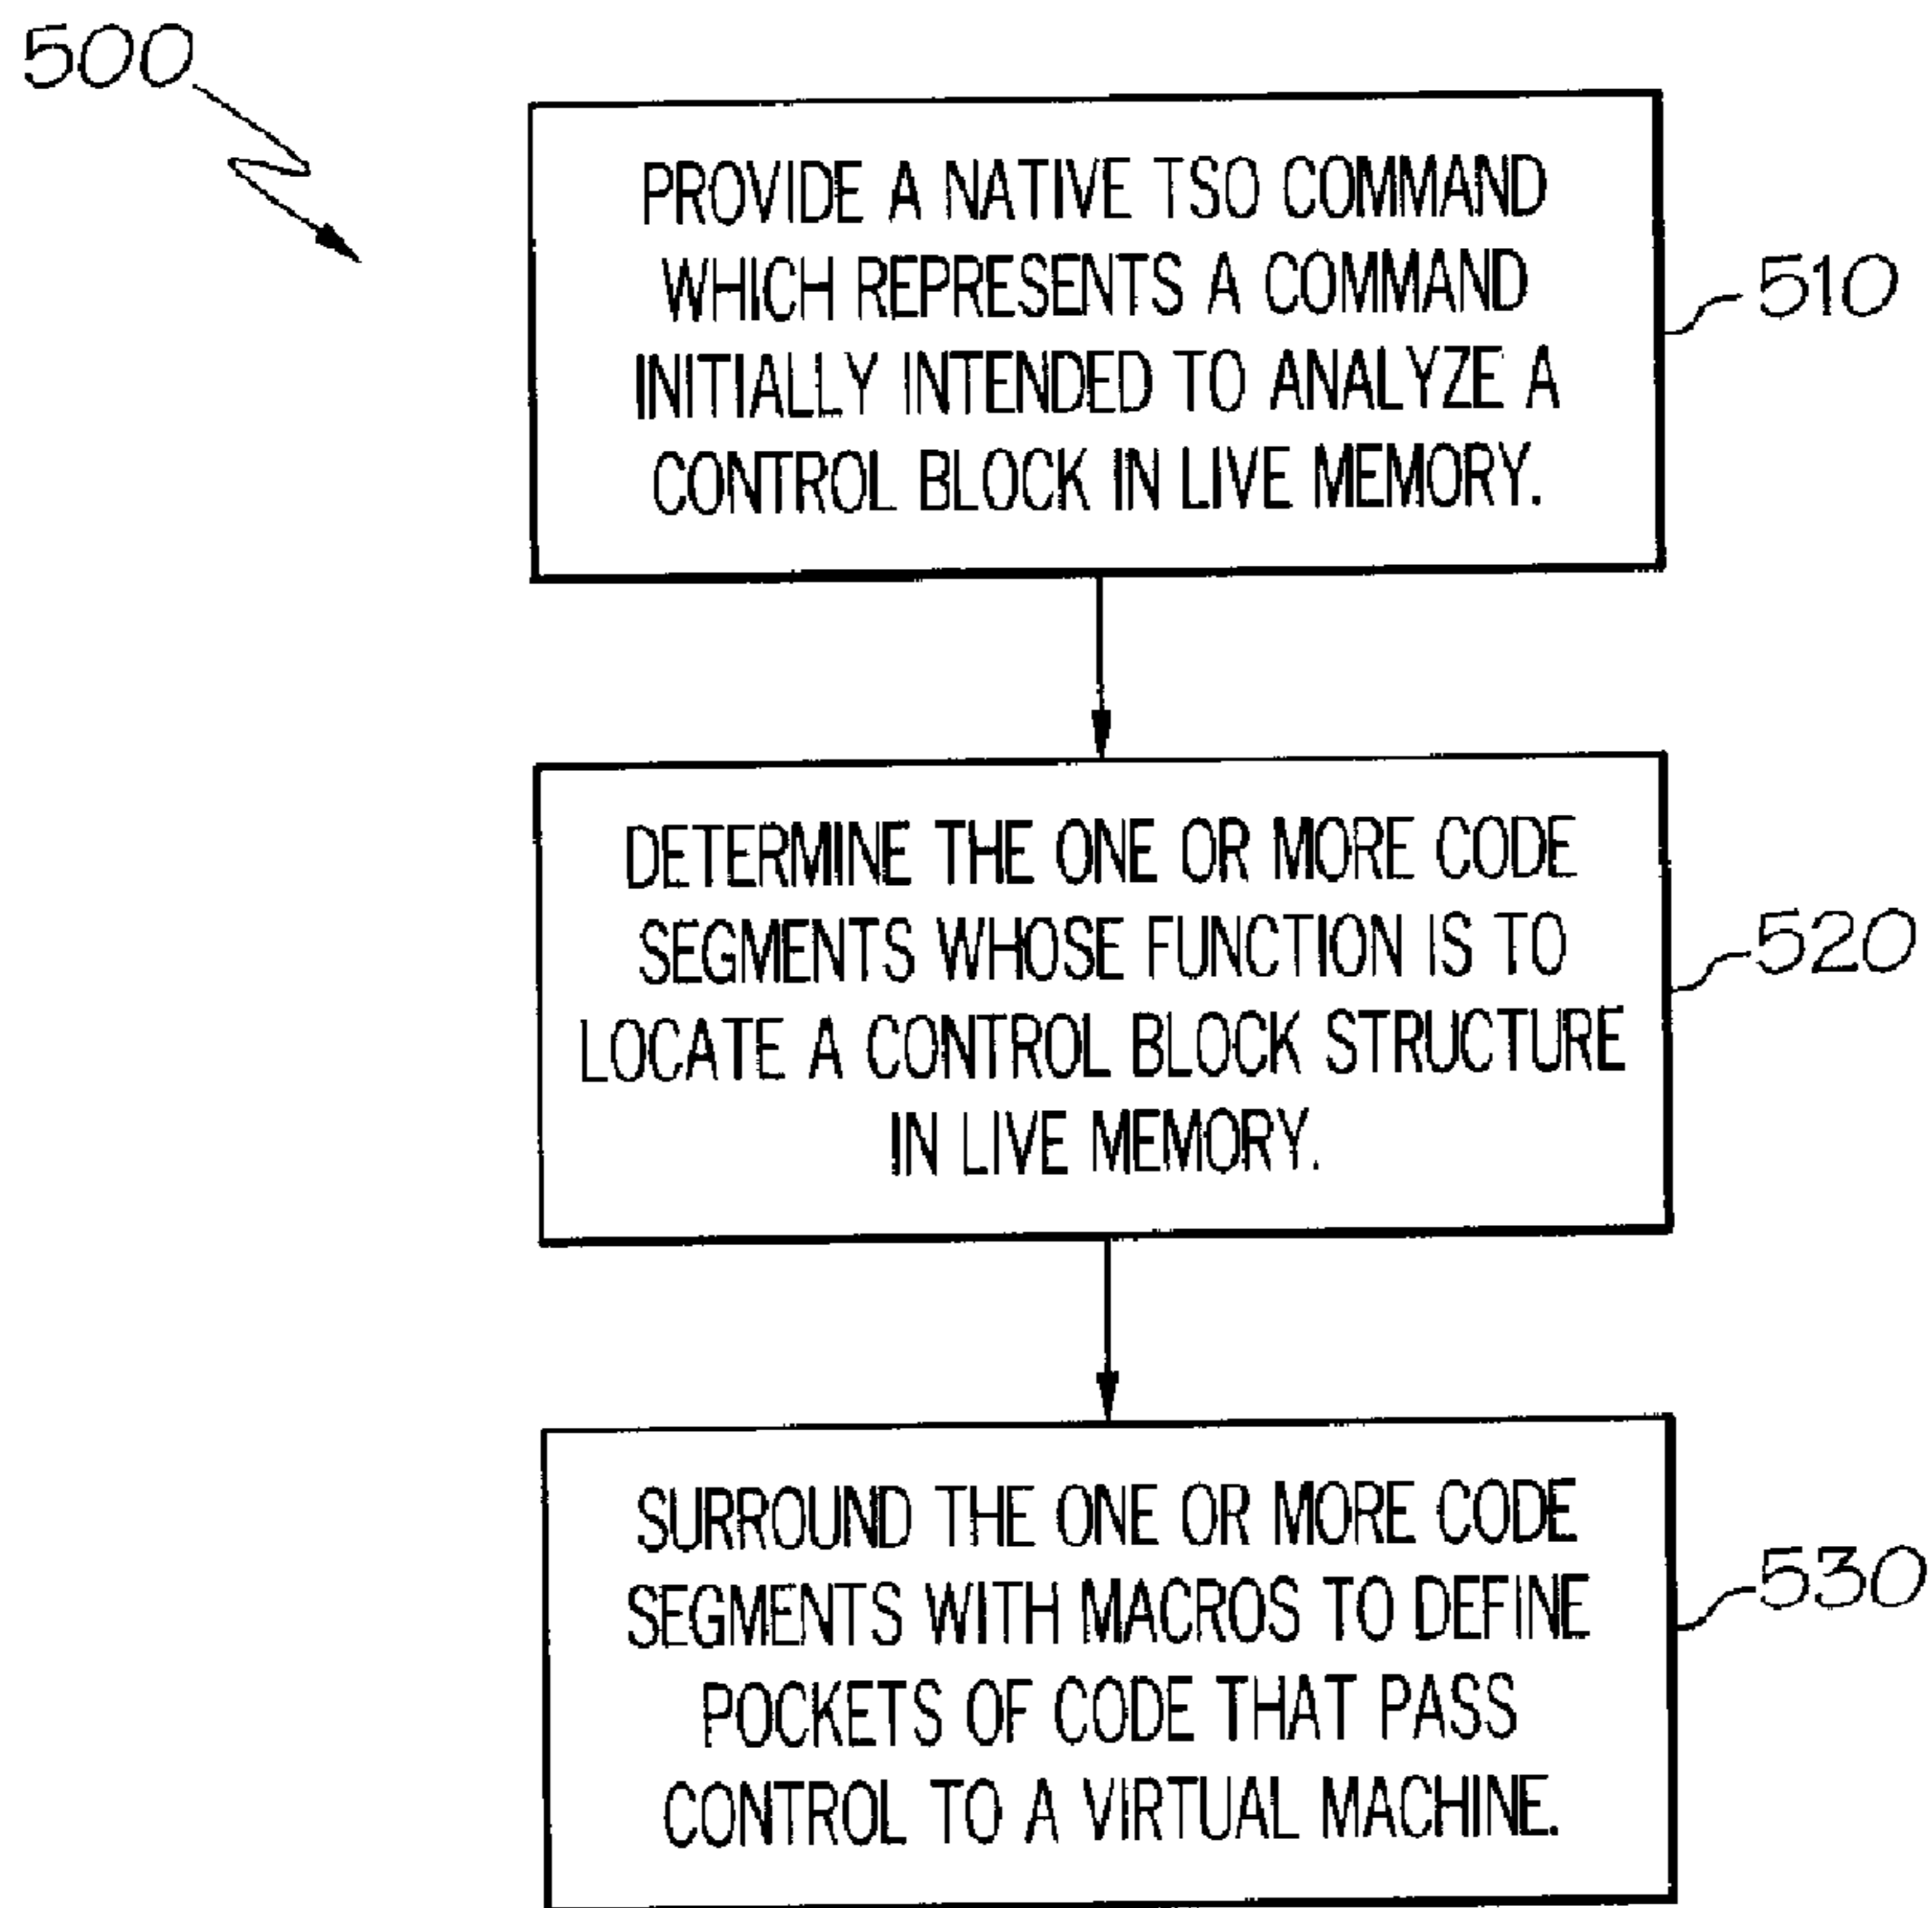 500
PROVIDE A NATIVE TSO COMMAND
WHICH REPRESENTS A COMMAND
INITIALLY INTENDED TO ANALYZE A
CONTROL BLOCK IN LIVE MEMORY.
510
DETERMINE THE ONE OR MORE CODE
SEGMENTS WHOSE FUNCTION IS TO
LOCATE A CONTROL BLOCK STRUCTURE
IN LIVE MEMORY.
520
SURROUND THE ONE OR MORE CODE
SEGMENTS WITH MACROS TO DEFINE
POCKETS OF CODE THAT PASS
CONTROL TO A VIRTUAL MACHINE.
530